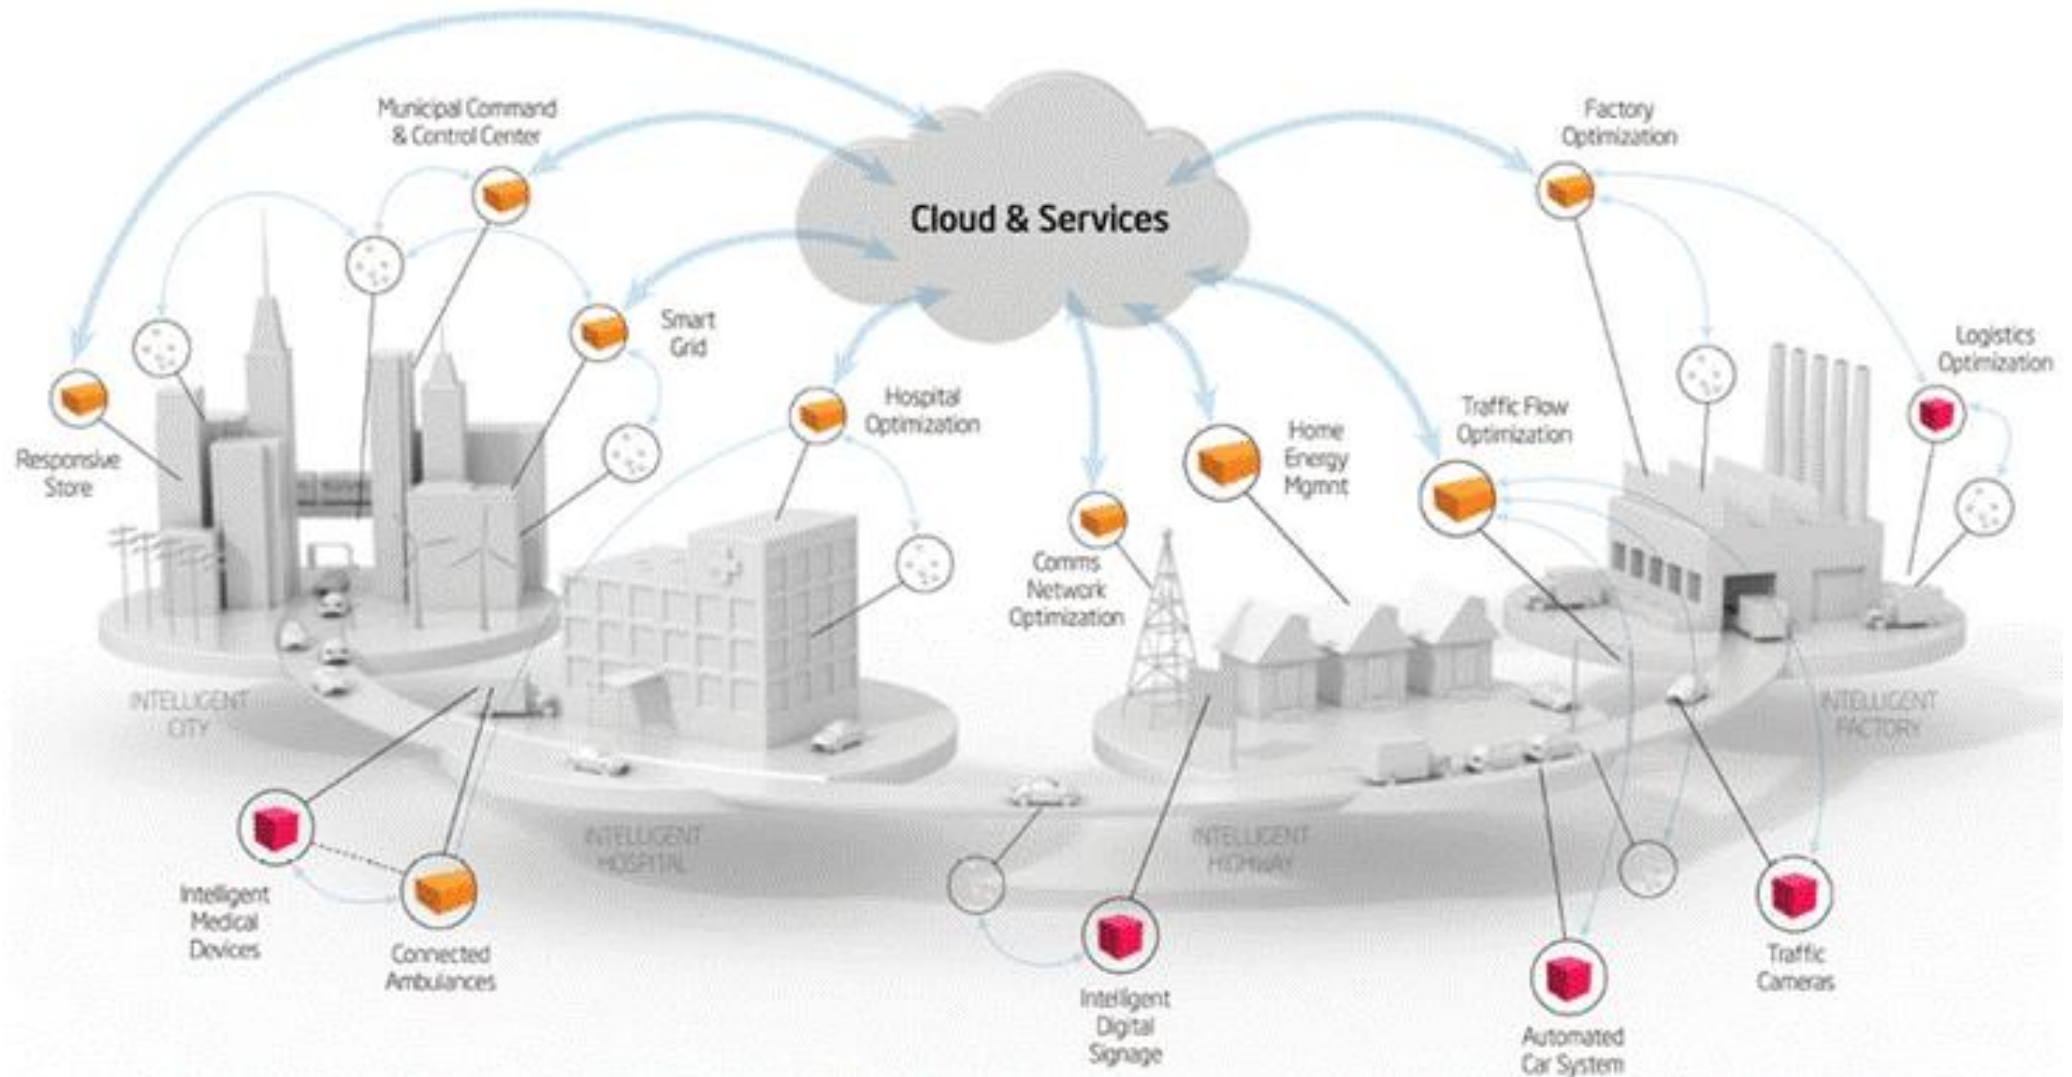 Municipal Command
& Control Center
Factory
Optimization
Cloud & Services
Smart
Grid
Logistics
Optimization
Hospital
Optimization
Traffic Flow
Optimization
Home
Energy
Mgmnt
Responsive
Store
Comms
Network
Optimization
INTELLIGENT
CITY
INTELLIGENT
FACTORY
INTELLIGENT
HOSPITAL
INTELLIGENT
HIGHWAY
Intelligent
Medical
Devices
Connected
Ambulances
Intelligent
Digital
Signage
Traffic
Cameras
Automated
Car System